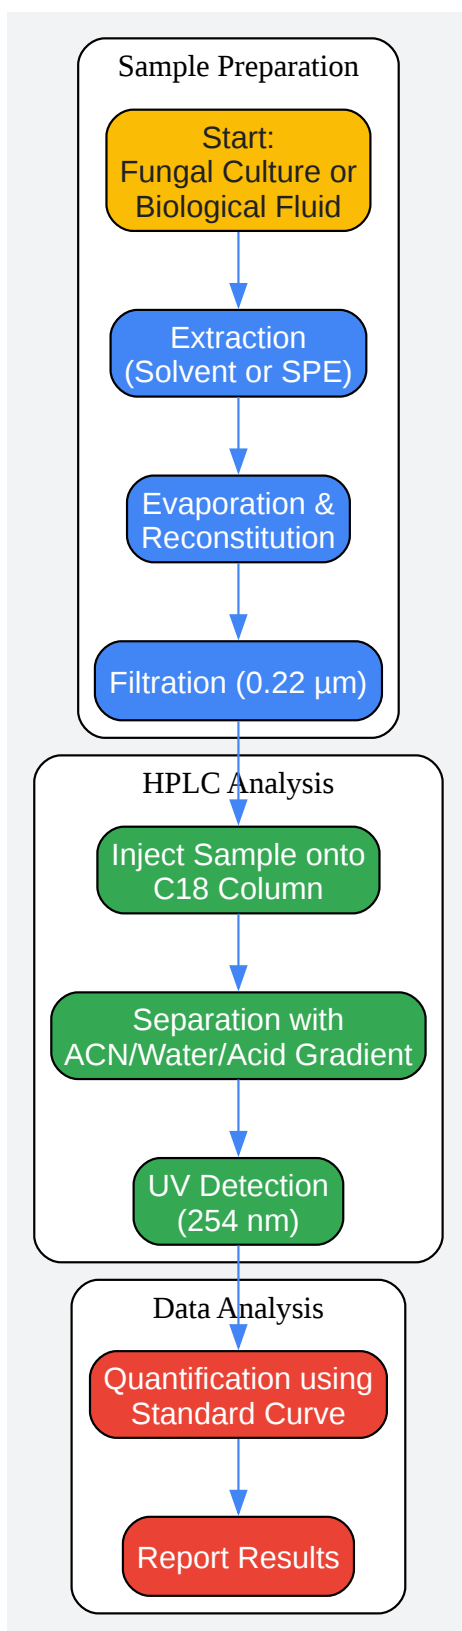 Sample Preparation
Start:
Fungal Culture or
Biological Fluid
Extraction
(Solvent or SPE)
Evaporation &
Reconstitution
Filtration (0.22 µm)
HPLC Analysis
Inject Sample onto
C18 Column
Separation with
ACN/Water/Acid Gradient
UV Detection
(254 nm)
Data Analysis
Quantification using
Standard Curve
Report Results